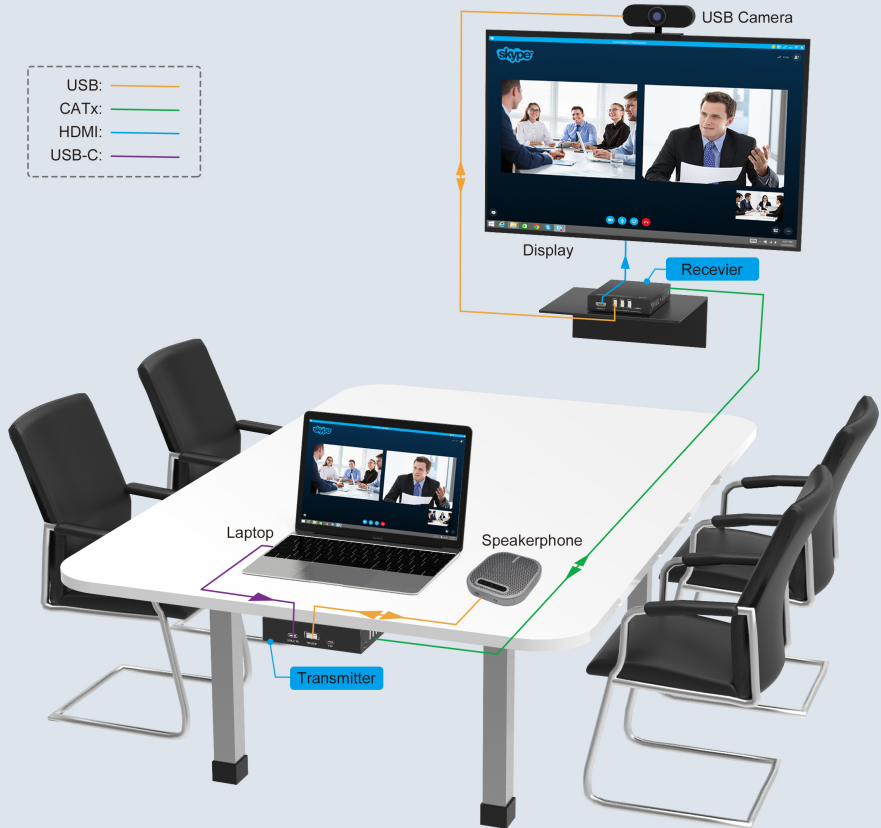 USB Camera
skype
USB:
CATx:
HDMI:
USB-C:
Display
Recevier
skype
Laptop
Speakerphone
Transmitter